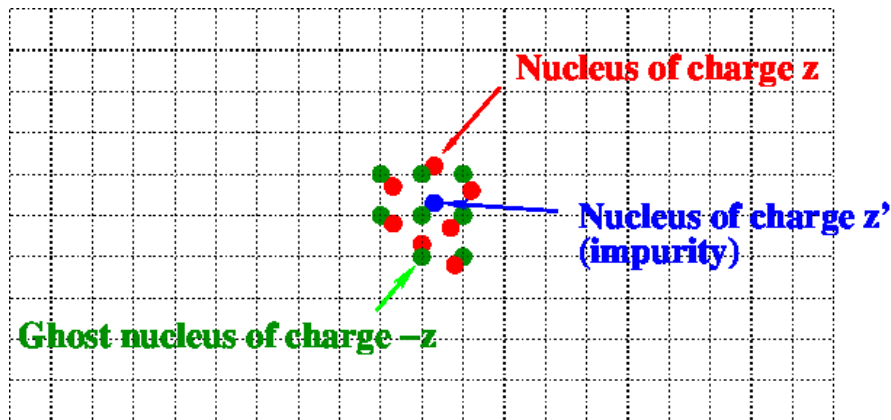 Nucleus of charge z
Nucleus of charge z’
(impurity)
Ghost nucleus of charge –z